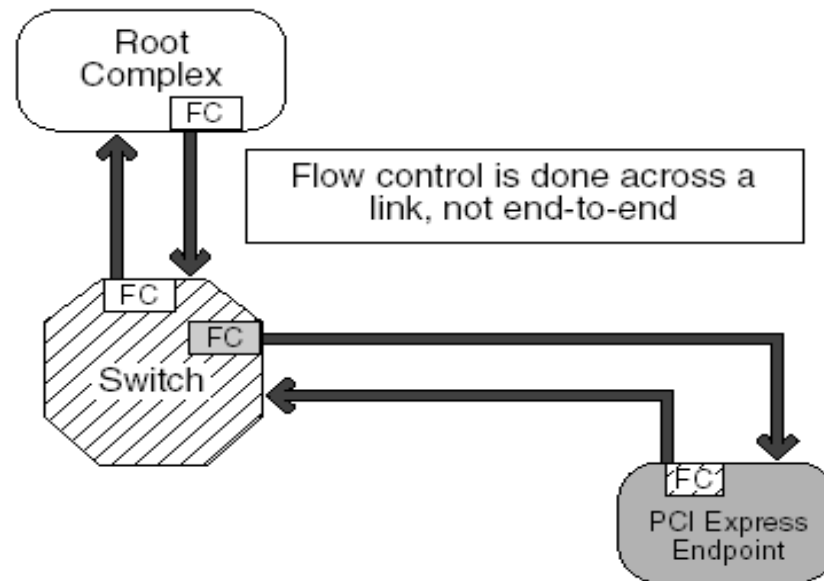 Root
Complex
FC
Flow control is done across a
link, not end-to-end
FC
FC
Switch
FC
PCI Express
Endpoint